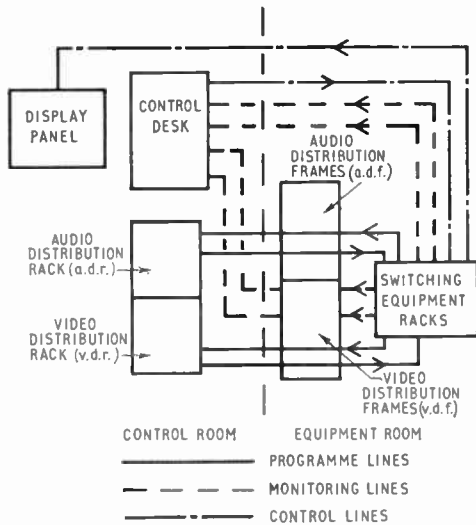 DISPLAY
PANEL
CONTROL
DESK
AUDIO
DISTRIBUTION
FRAMES (a.d.f.)
AUDIO
DISTRIBUTION
RACK (a.d.r.)
VIDEO
DISTRIBUTION
RACK (v.d.r.)
SWITCHING
EQUIPMENT
RACKS
VIDEO
DISTRIBUTION
FRAMES (v.d.f.)
CONTROL ROOM
EQUIPMENT ROOM
PROGRAMME LINES
MONITORING LINES
CONTROL LINES